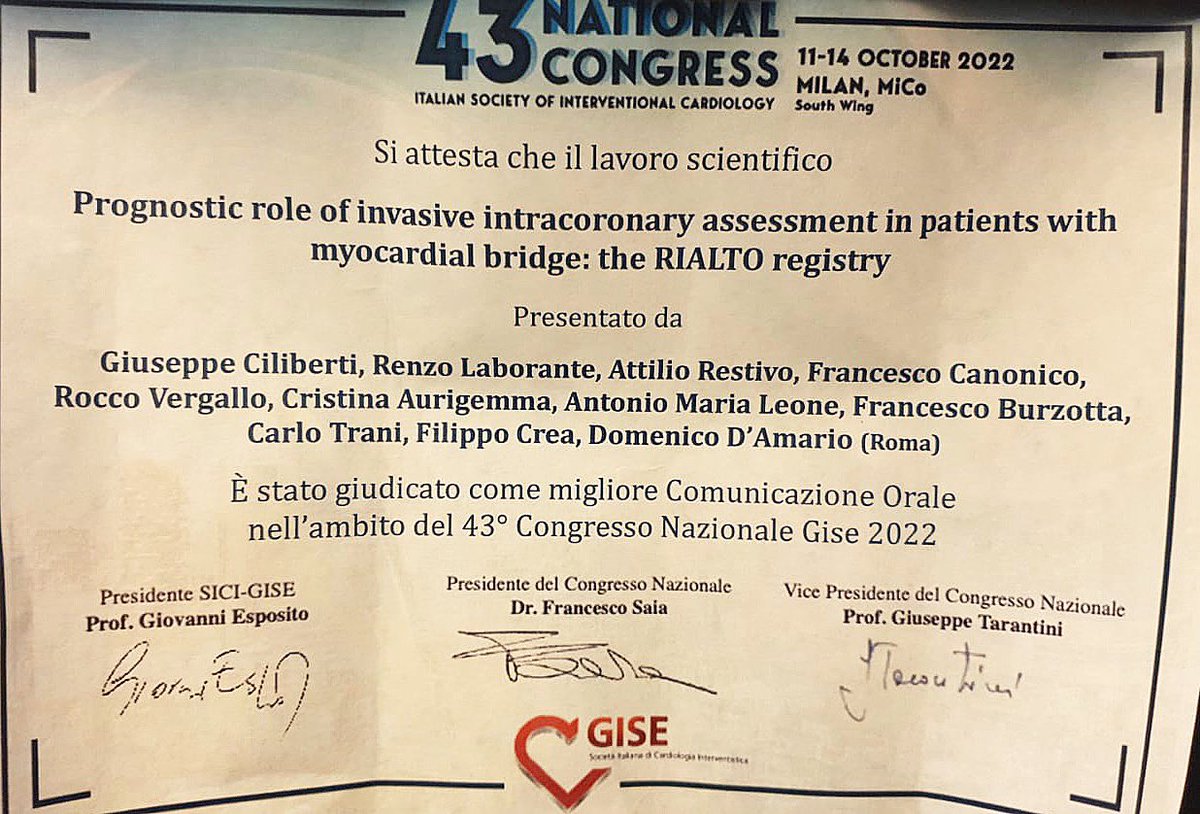 43 NATIONAL
CONGRESS
ITALIAN SOCIETY OF INTERVENTIONAL CARDIOLOGY
11-14 OCTOBER 2022
MILAN, MiCo
South Wing
Si attesta che il lavoro scientifico
Prognostic role of invasive intracoronary assessment in patients with
myocardial bridge: the RIALTO registry
Presentato da
Giuseppe Ciliberti, Renzo Laborante, Attilio Restivo, Francesco Canonico,
Rocco Vergallo, Cristina Aurigemma, Antonio Maria Leone, Francesco Burzotta,
Carlo Trani, Filippo Crea, Domenico D’Amario (Roma)
È stato giudicato come migliore Comunicazione Orale
nell’ambito del 43° Congresso Nazionale Gise 2022
Presidente SICI-GISE
Prof. Giovanni Esposito
Presidente del Congresso Nazionale
Dr. Francesco Saia
Vice Presidente del Congresso Nazionale
Prof. Giuseppe Tarantini
GISE
Società Italiana di Cardiologia Interventistica